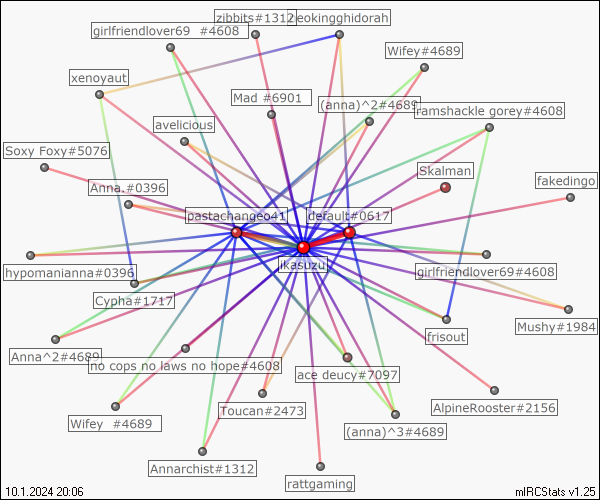 zibbits#1312
neokingghidorah
girlfriendlover69 #4608
Wifey#4689
xenoyaut
Mad #6901
(anna)^2#4689
ramshackle gorey#4608
avelicious
Soxy Foxy#5076
Skalman
fakedingo
Anna.#0396
pastachangeo41
default#0617
jKasuzu
hypomanianna#0396
girlfriendlover69#4608
Cypha#1717
Mushy#1984
frisout
Anna^2#4689
no cops no laws no hope#4608
ace deucy#7097
Wifey #4689
Toucan#2473
AlpineRooster#2156
(anna)^3#4689
Annarchist#1312
rattgaming
10.1.2024 20:06
mIRCStats v1.25